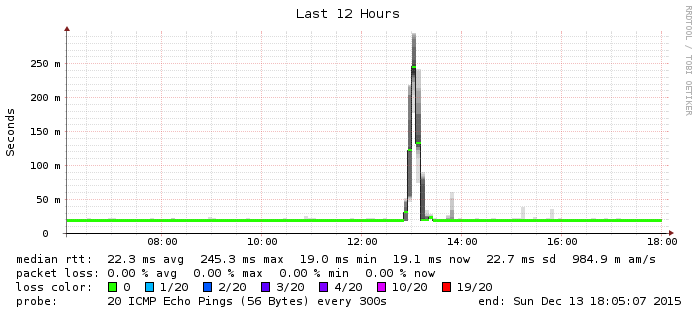 Last 12 Hours
RRDTOOL / TOBI OETIKER
Seconds
250 m
200 m
150 m
100 m
50 m
0
08:00 10:00 12:00 14:00 16:00 18:00
median rtt: 22.3 ms avg 245.3 ms max 19.0 ms min 19.1 ms now 22.7 ms sd 984.9 m am/s
packet loss: 0.00 % avg 0.00 % max 0.00 % min 0.00 % now
loss color: 0 1/20 2/20 3/20 4/20 10/20 19/20
probe: 20 ICMP Echo Pings (56 Bytes) every 300s end: Sun Dec 13 18:05:07 2015